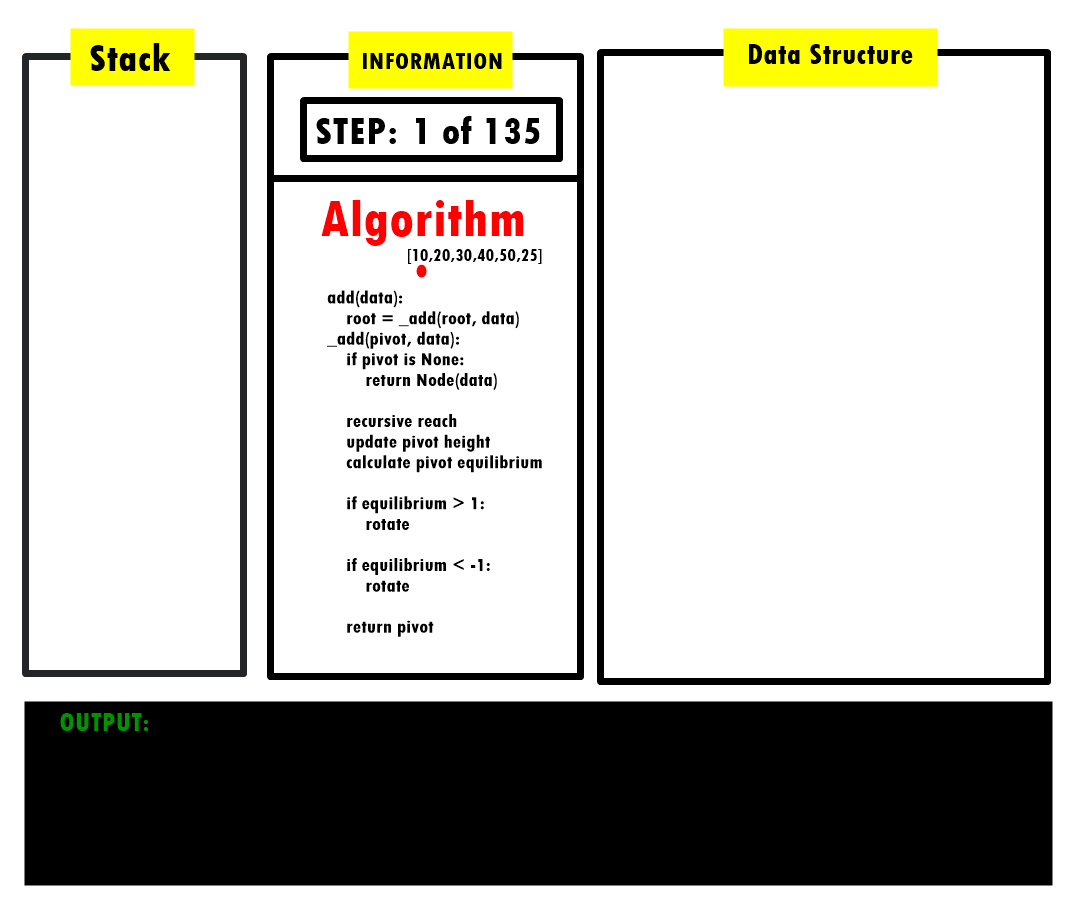 Stack
INFORMATION
Data Structure
STEP: 1 of 135
Algorithm
[10,20,30,40,50,25]
add(data):
root = _add(root, data)
_add(pivot, data):
if pivot is None:
return Node(data)
recursive reach
update pivot height
calculate pivot equilibrium
if equilibrium > 1:
rotate
if equilibrium < -1:
rotate
return pivot
OUTPUT: